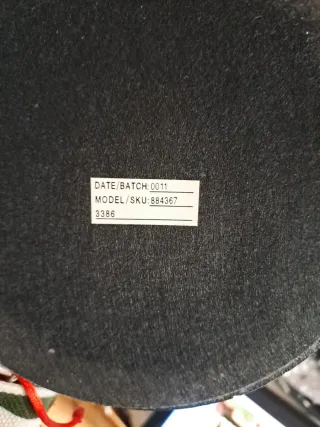 DATE/BATCH: 0011
MODEL/SKU: 884367
3386